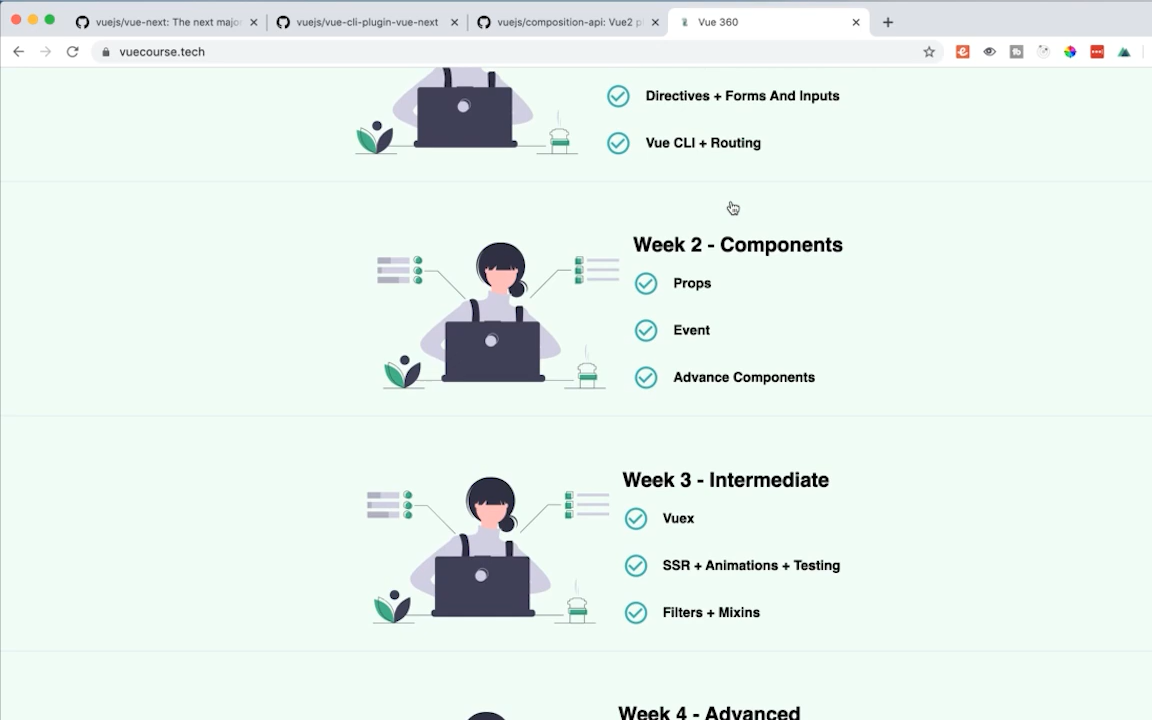 vuejs/vue-next: The next major
vuejs/vue-cli-plugin-vue-next
vuejs/composition-api: Vue2 p
Vue 360
vuecourse.tech
Directives + Forms And Inputs
Vue CLI + Routing
Week 2 - Components
Props
Event
Advance Components
Week 3 - Intermediate
Vuex
SSR + Animations + Testing
Filters + Mixins
Week 4 - Advanced